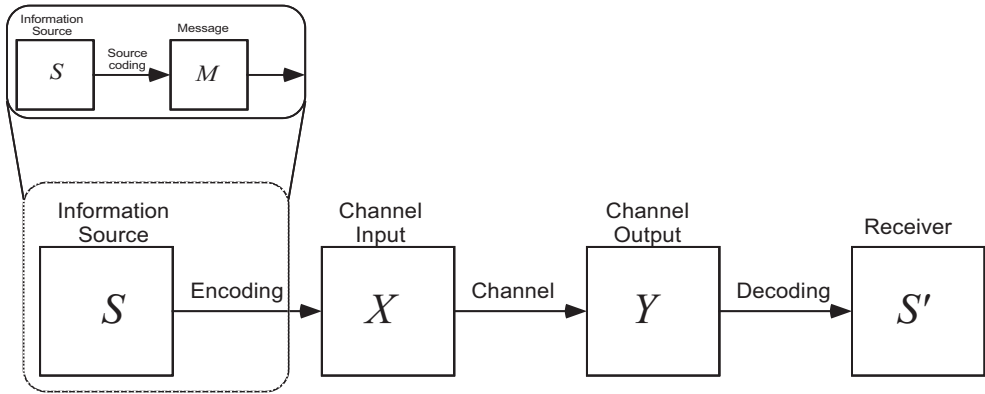 Information
Source
Message
S
Source
coding
M
Information
Source
Channel
Input
Channel
Output
Receiver
S
Encoding
X
Channel
Y
Decoding
S'